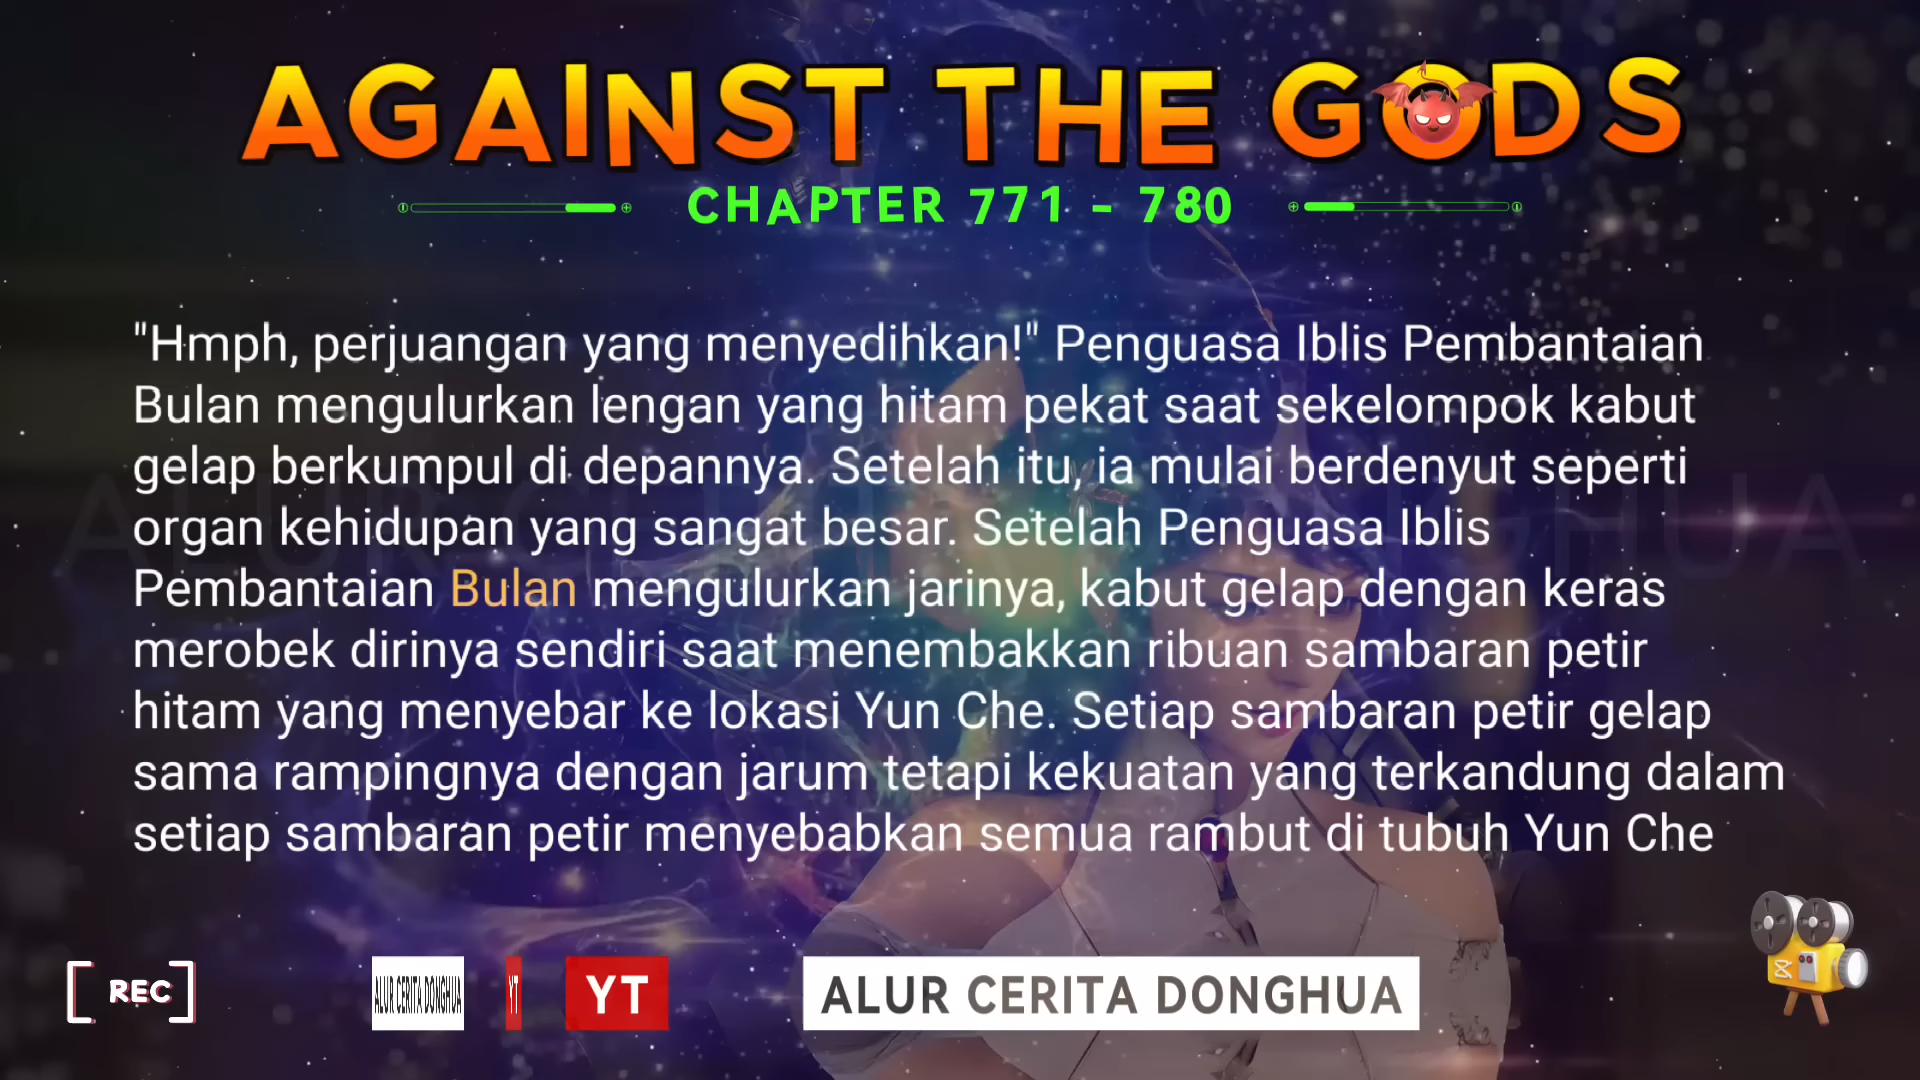 AGAINST THE GODS
CHAPTER 771 - 780
"Hmph, perjuangan yang menyedihkan!" Penguasa Iblis Pembantaian
Bulan mengulurkan lengan yang hitam pekat saat sekelompok kabut
gelap berkumpul di depannya. Setelah itu, ia mulai berdenyut seperti
organ kehidupan yang sangat besar. Setelah Penguasa Iblis
Pembantaian Bulan mengulurkan jarinya, kabut gelap dengan keras
merobek dirinya sendiri saat menembakkan ribuan sambaran petir
hitam yang menyebar ke lokasi Yun Che. Setiap sambaran petir gelap
sama rampingnya dengan jarum tetapi kekuatan yang terkandung dalam
setiap sambaran petir menyebabkan semua rambut di tubuh Yun Che
ALUR CERITA DONGHUA
REC
ALUR CERITA DONGHUA
YT
YT
ALUR CERITA DONGHUA